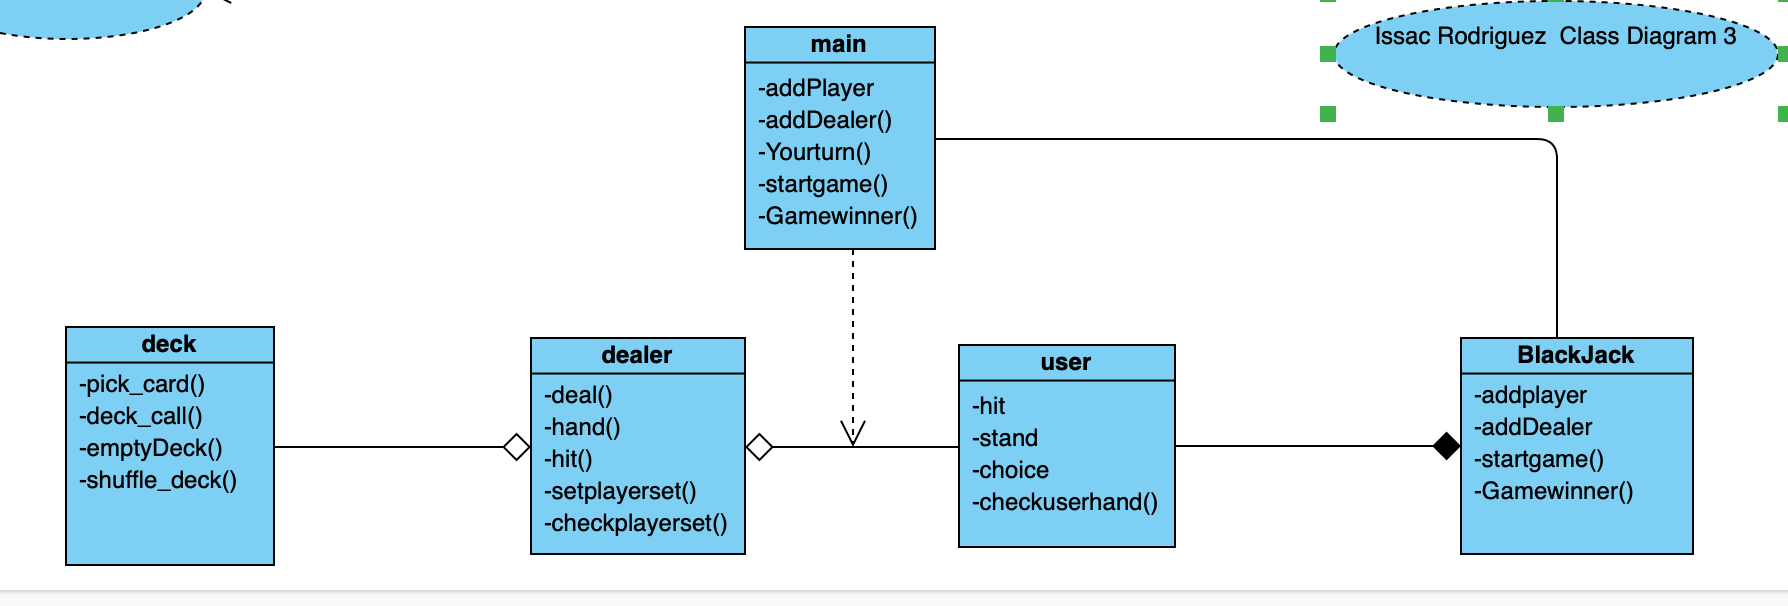 Issac Rodriguez  Class Diagram 3
main
-addPlayer
-addDealer()
-Yourturn()
-startgame()
-Gamewinner()
deck
-pick_card()
-deck_call()
-emptyDeck()
-shuffle_deck()
dealer
-deal()
-hand()
-hit()
-setplayerset()
-checkplayerset()
user
-hit
-stand
-choice
-checkuserhand()
BlackJack
-addplayer
-addDealer
-startgame()
-Gamewinner()